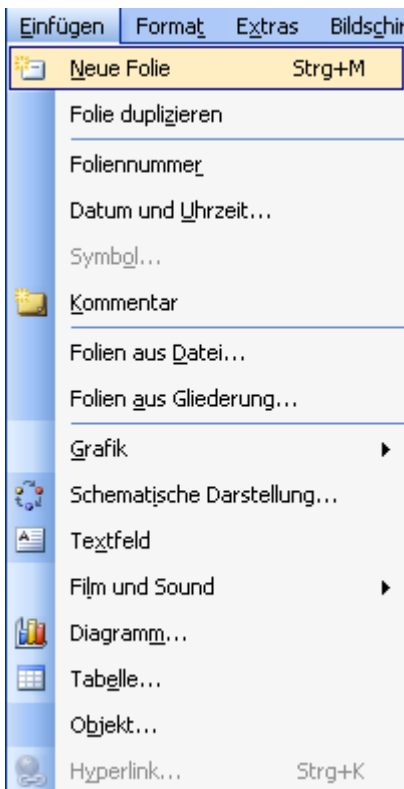 Einfügen Format Extras Bildschir
Neue Folie Strg+M
Folie duplizieren
Foliennummer
Datum und Uhrzeit...
Symbol...
Kommentar
Folien aus Datei...
Folien aus Gliederung...
Grafik
Schematische Darstellung...
Textfeld
Film und Sound
Diagramm...
Tabelle...
Objekt...
Hyperlink... Strg+K